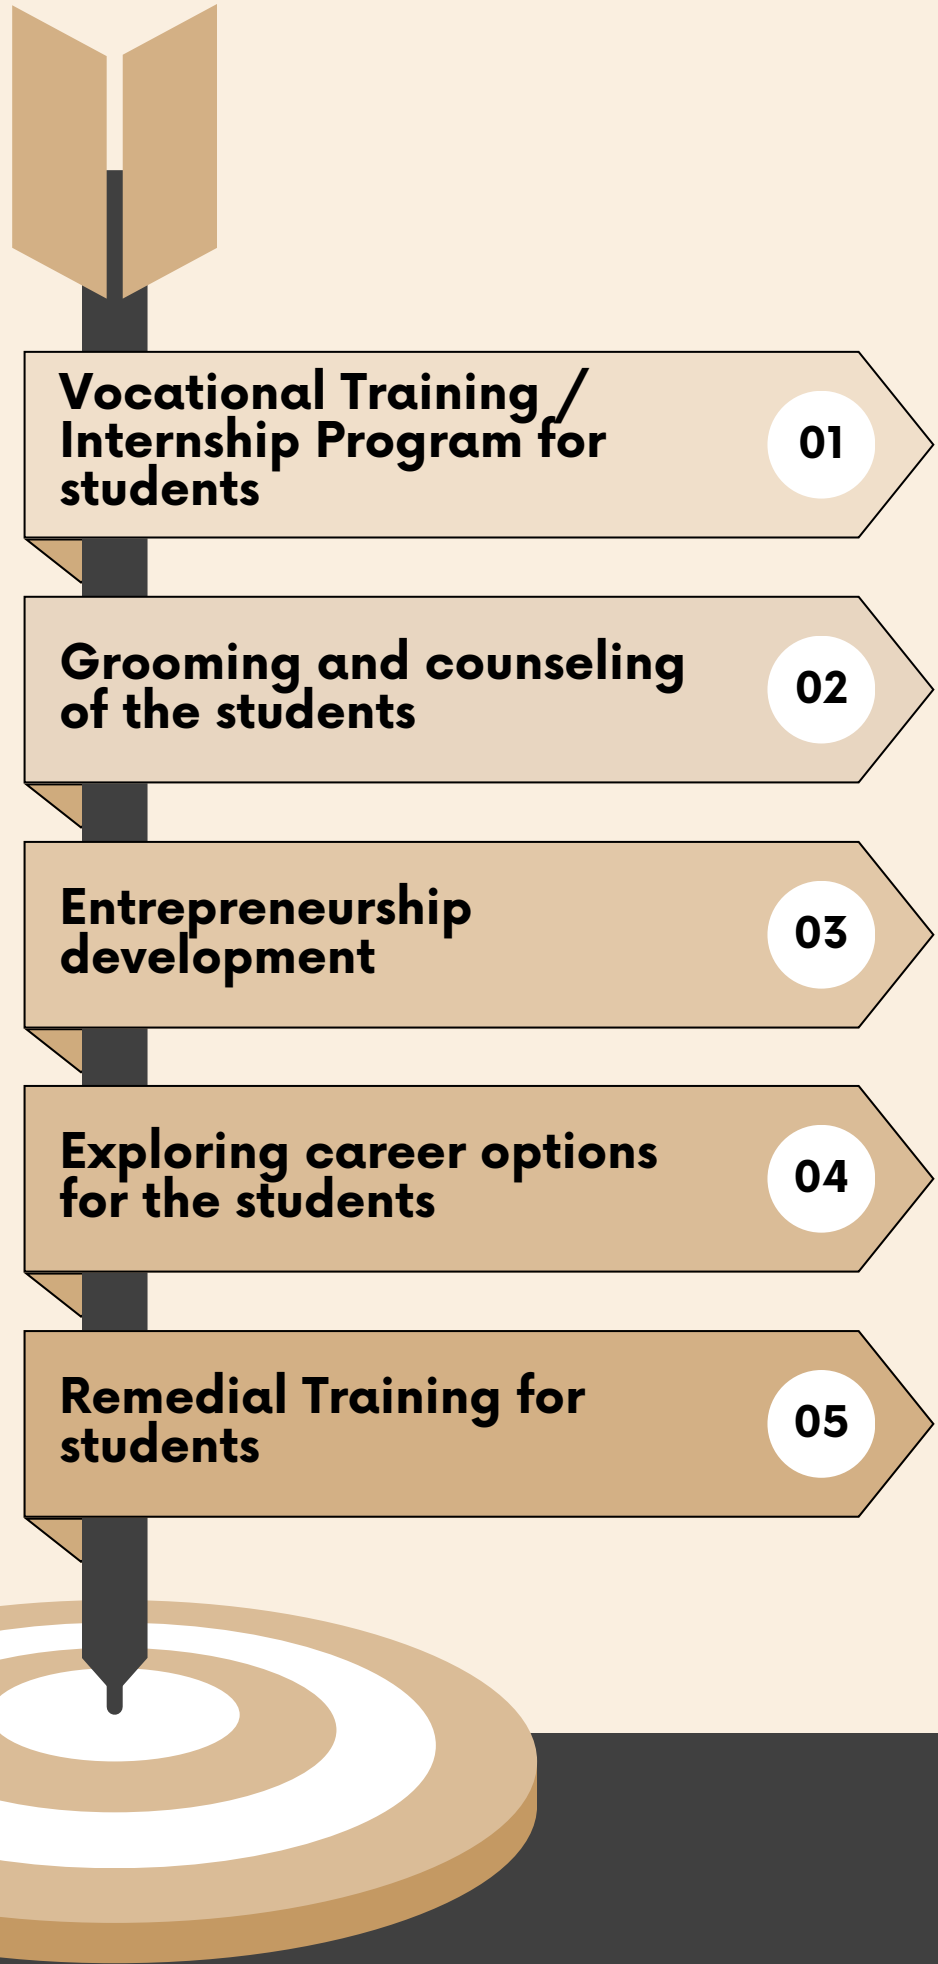 Vocational Training /
Internship Program for
students
01
Grooming and counseling
of the students
02
Entrepreneurship
development
03
Exploring career options
for the students
04
Remedial Training for
students
05